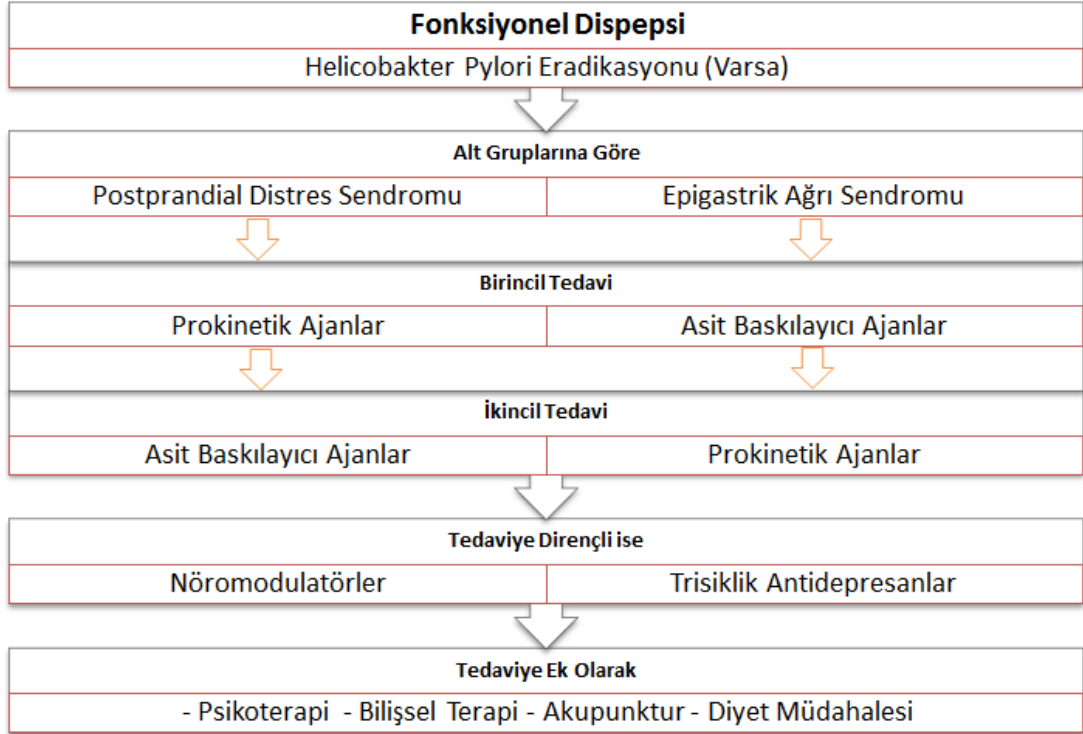 Fonksiyonel Dispepsi
Helicobakter Pylori Eradikasyonu (Varsa)
Alt Gruplarına Göre
Postprandial Distres Sendromu
Epigastrik Ağrı Sendromu
Birincil Tedavi
Prokinetik Ajanlar
Asit Baskılayıcı Ajanlar
İkincil Tedavi
Asit Baskılayıcı Ajanlar
Prokinetik Ajanlar
Tedaviye Dirençli ise
Nöromodulatörler
Trisiklik Antidepresanlar
Tedaviye Ek Olarak
- Psikoterapi - Bilişsel Terapi - Akupunktur - Diyet Müdahalesi